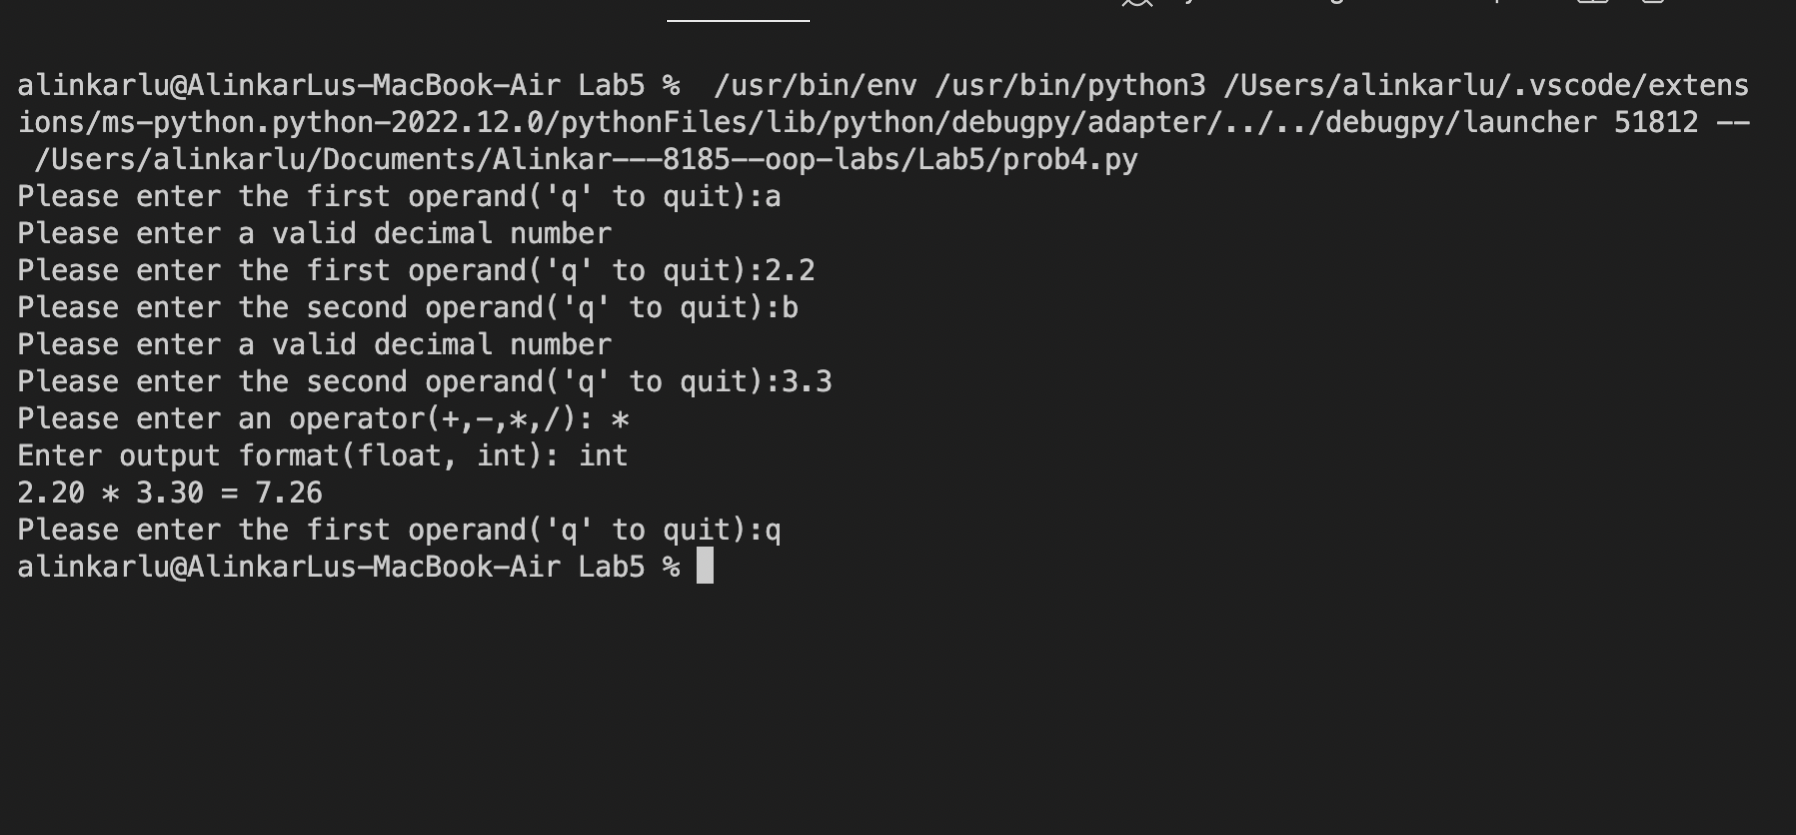 alinkarlu@AlinkarLus-MacBook-Air Lab5 %  /usr/bin/env /usr/bin/python3 /Users/alinkarlu/.vscode/extens
ions/ms-python.python-2022.12.0/pythonFiles/lib/python/debugpy/adapter/../../debugpy/launcher 51812 --
 /Users/alinkarlu/Documents/Alinkar---8185--oop-labs/Lab5/prob4.py
Please enter the first operand('q' to quit):a
Please enter a valid decimal number
Please enter the first operand('q' to quit):2.2
Please enter the second operand('q' to quit):b
Please enter a valid decimal number
Please enter the second operand('q' to quit):3.3
Please enter an operator(+,-,*,/): *
Enter output format(float, int): int
2.20 * 3.30 = 7.26
Please enter the first operand('q' to quit):q
alinkarlu@AlinkarLus-MacBook-Air Lab5 %